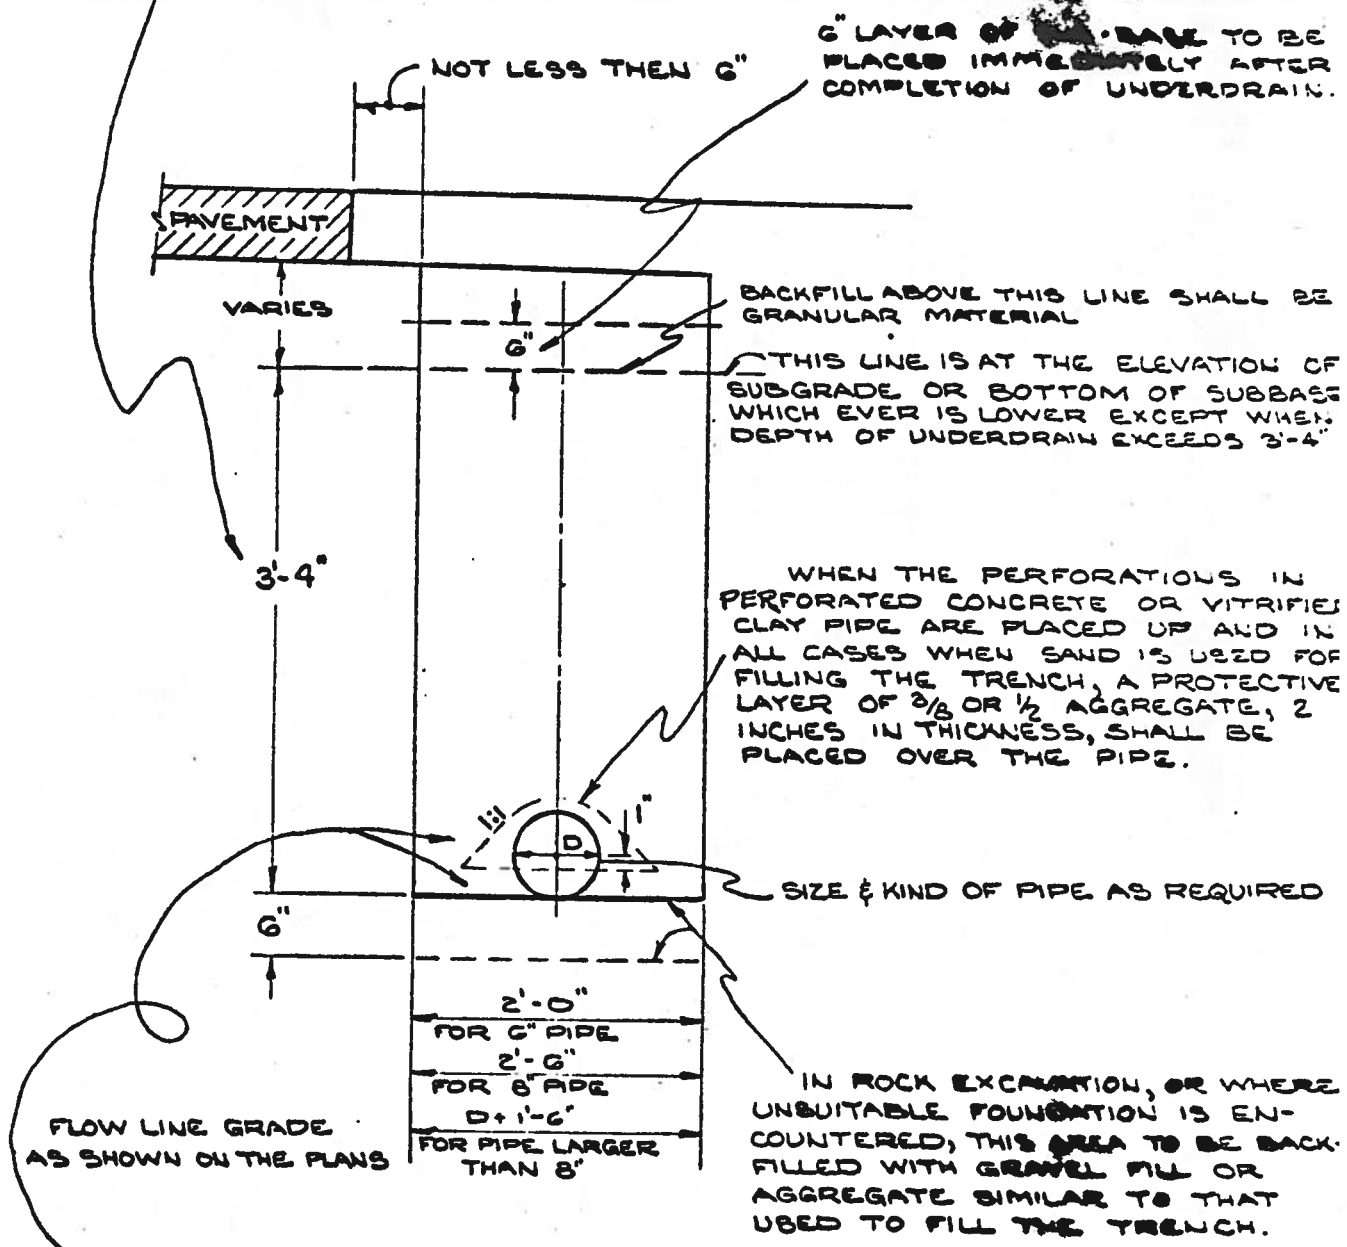 6" LAYER OF BASE TO BE
PLACED IMMEDIATELY AFTER
COMPLETION OF UNDERDRAIN.
NOT LESS THEN 6"
PAVEMENT
VARIES
6"
BACKFILL ABOVE THIS LINE SHALL BE
GRANULAR MATERIAL
THIS LINE IS AT THE ELEVATION OF
SUBGRADE OR BOTTOM OF SUBBASE
WHICH EVER IS LOWER EXCEPT WHEN
DEPTH OF UNDERDRAIN EXCEEDS 3'-4"
3'-4"
WHEN THE PERFORATIONS IN
PERFORATED CONCRETE OR VITRIFIED
CLAY PIPE ARE PLACED UP AND IN
ALL CASES WHEN SAND IS USED FOR
FILLING THE TRENCH, A PROTECTIVE
LAYER OF 3/8 OR 1/2 AGGREGATE, 2
INCHES IN THICKNESS, SHALL BE
PLACED OVER THE PIPE.
1:1
1"
D
SIZE & KIND OF PIPE AS REQUIRED
6"
2'-0"
FOR 6" PIPE
2'-6"
FOR 8" PIPE
D+1'-6"
FOR PIPE LARGER
THAN 8"
FLOW LINE GRADE
AS SHOWN ON THE PLANS
IN ROCK EXCAVATION, OR WHERE
UNSUITABLE FOUNDATION IS EN-
COUNTERED, THIS AREA TO BE BACK-
FILLED WITH GRAVEL FILL OR
AGGREGATE SIMILAR TO THAT
USED TO FILL THE TRENCH.